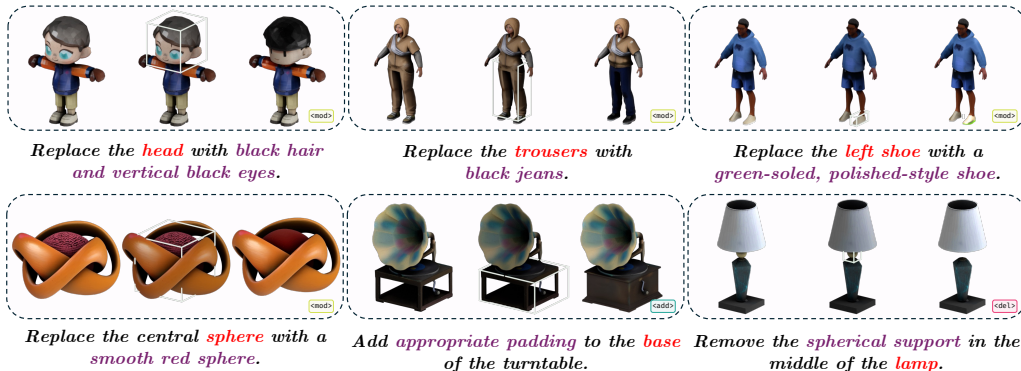 <mod>
<mod>
<mod>
Replace the head with black hair
and vertical black eyes.
Replace the trousers with
black jeans.
Replace the left shoe with a
green-soled, polished-style shoe.
<mod>
<add>
<del>
Replace the central sphere with a
smooth red sphere.
Add appropriate padding to the base
of the turntable.
Remove the spherical support in the
middle of the lamp.